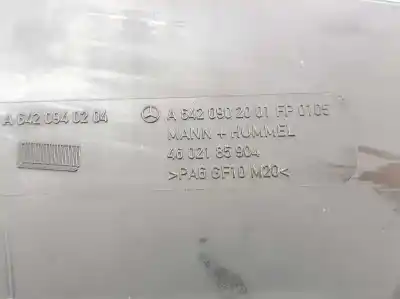 A 642 094 02 04
A 642 090 20 01 FP 01.05
MANN + HUMMEL
46 021 85 904
>PA6 GF10 M20<